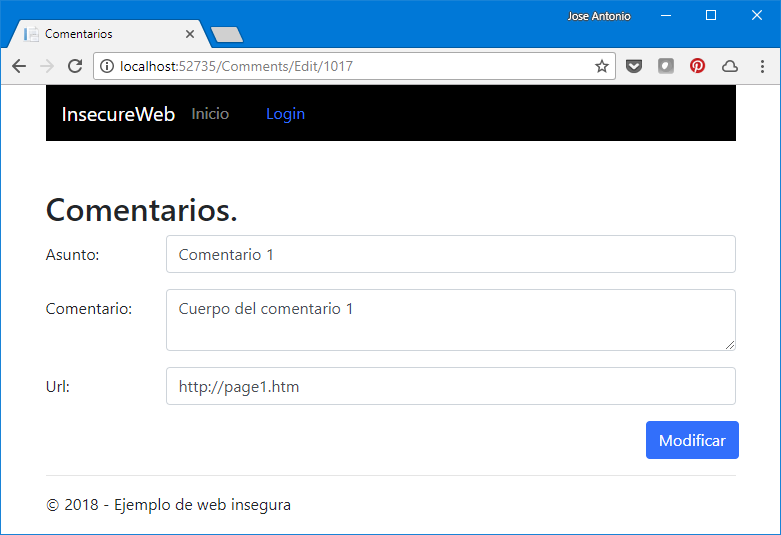 Jose Antonio
Comentarios
localhost:52735/Comments/Edit/1017
InsecureWeb Inicio Login
Comentarios.
Asunto: Comentario 1
Comentario: Cuerpo del comentario 1
Url: http://page1.htm
Modificar
© 2018 - Ejemplo de web insegura